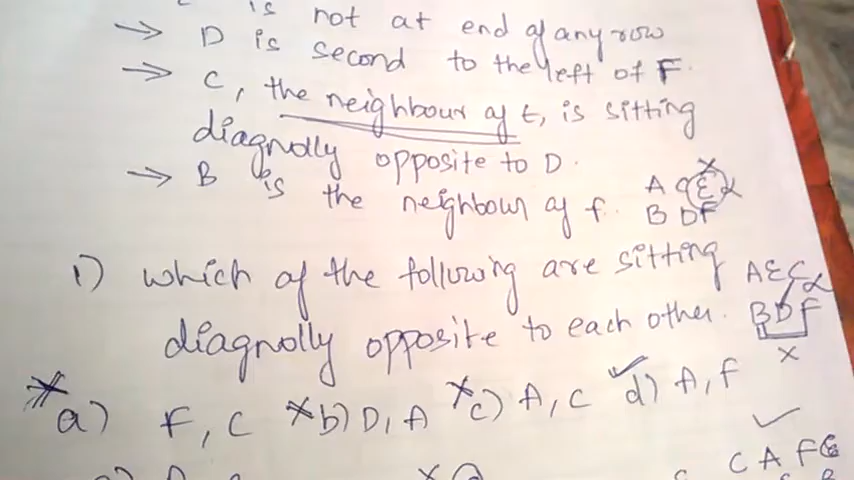 is not at end of any row
→ D is second to the left of F.
→ C, the neighbour of E, is sitting
diagnolly opposite to D.
→ B is the neighbour of f.
A C E
B D F
1) which of the following are sitting
diagnolly opposite to each other.
A E C
B D F
a) F, C b) D, A c) A, C d) A, F
C A F